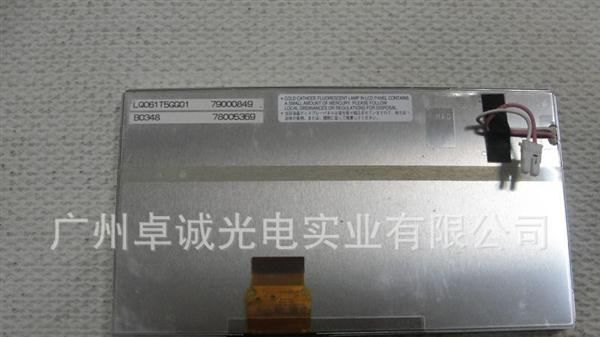 LQ061T5GG01 79000849
B0348 78005369
• COLD CATHODE FLUORESCENT LAMP IN LCD PANEL CONTAINS
A SMALL AMOUNT OF MERCURY. PLEASE FOLLOW
LOCAL ORDINANCES OR REGULATIONS FOR DISPOSAL.
广州卓诚光电实业有限公司